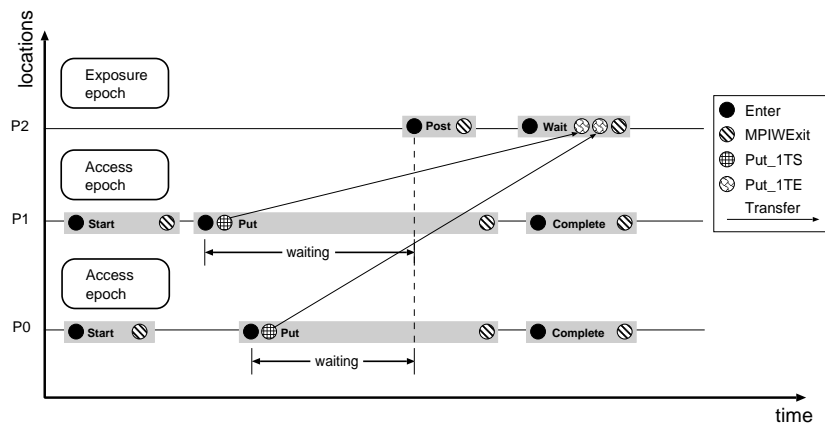 locations
Exposure
epoch
P2
Post
Wait
Access
epoch
P1
Start
Put
Complete
waiting
Access
epoch
P0
Start
Put
Complete
waiting
time
Enter
MPIWExit
Put_1TS
Put_1TE
Transfer